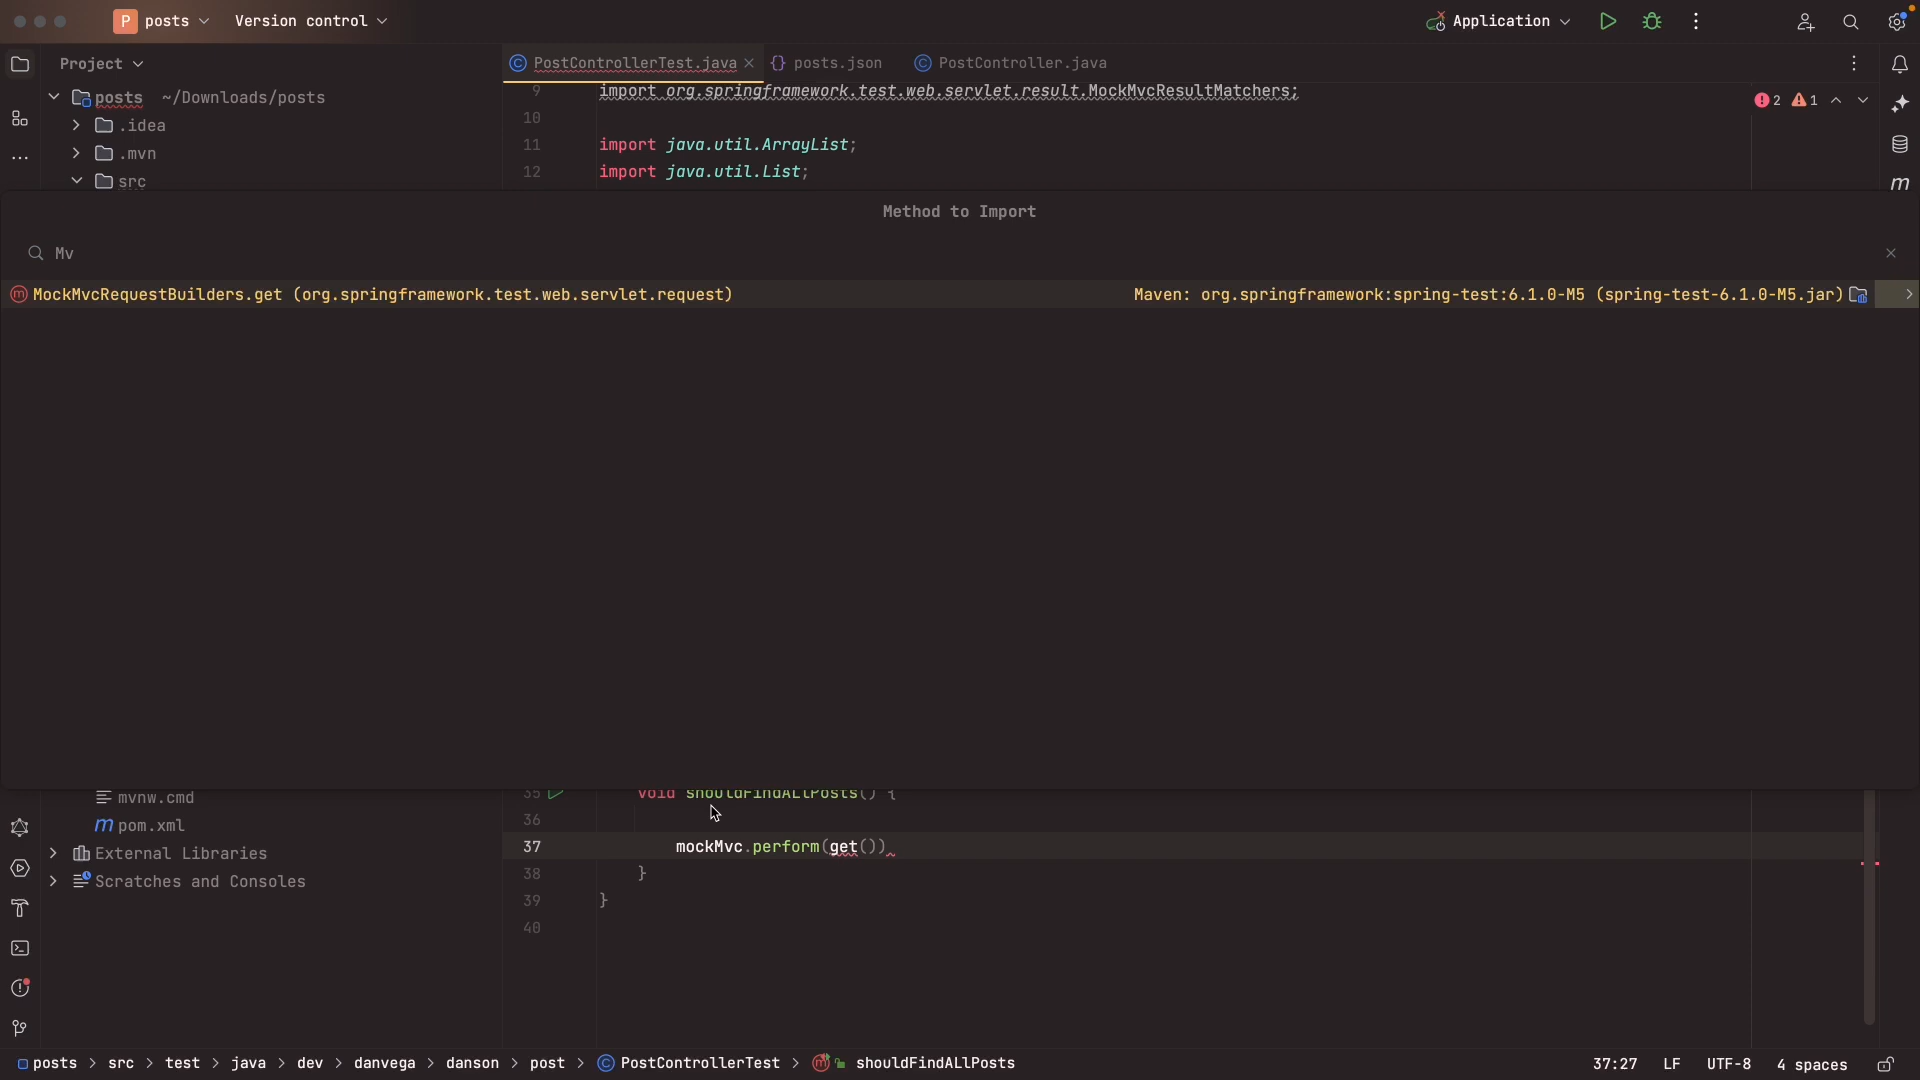 P posts Version control Application
Project PostControllerTest.java {} posts.json PostController.java
posts ~/Downloads/posts
.idea
.mvn
src
9 import org.springframework.test.web.servlet.result.MockMvcResultMatchers;
2 1
10
11 import java.util.ArrayList;
12 import java.util.List;
m
Method to Import
Mv
m MockMvcRequestBuilders.get (org.springframework.test.web.servlet.request) Maven: org.springframework:spring-test:6.1.0-M5 (spring-test-6.1.0-M5.jar)
mvnw.cmd
m pom.xml
External Libraries
Scratches and Consoles
35 void shouldFindALlPosts() {
36
37 mockMvc.perform(get())
38 }
39 }
40
posts > src > test > java > dev > danvega > danson > post > PostControllerTest > shouldFindALlPosts 37:27 LF UTF-8 4 spaces